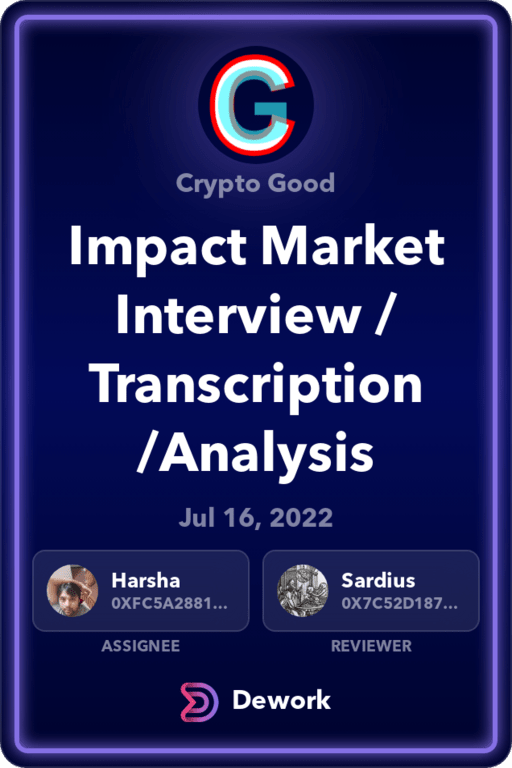 Crypto Good
Impact Market
Interview /
Transcription
/Analysis
Jul 16, 2022
Harsha
0XFC5A2881...
ASSIGNEE
Sardius
0X7C52D187...
REVIEWER
Dework